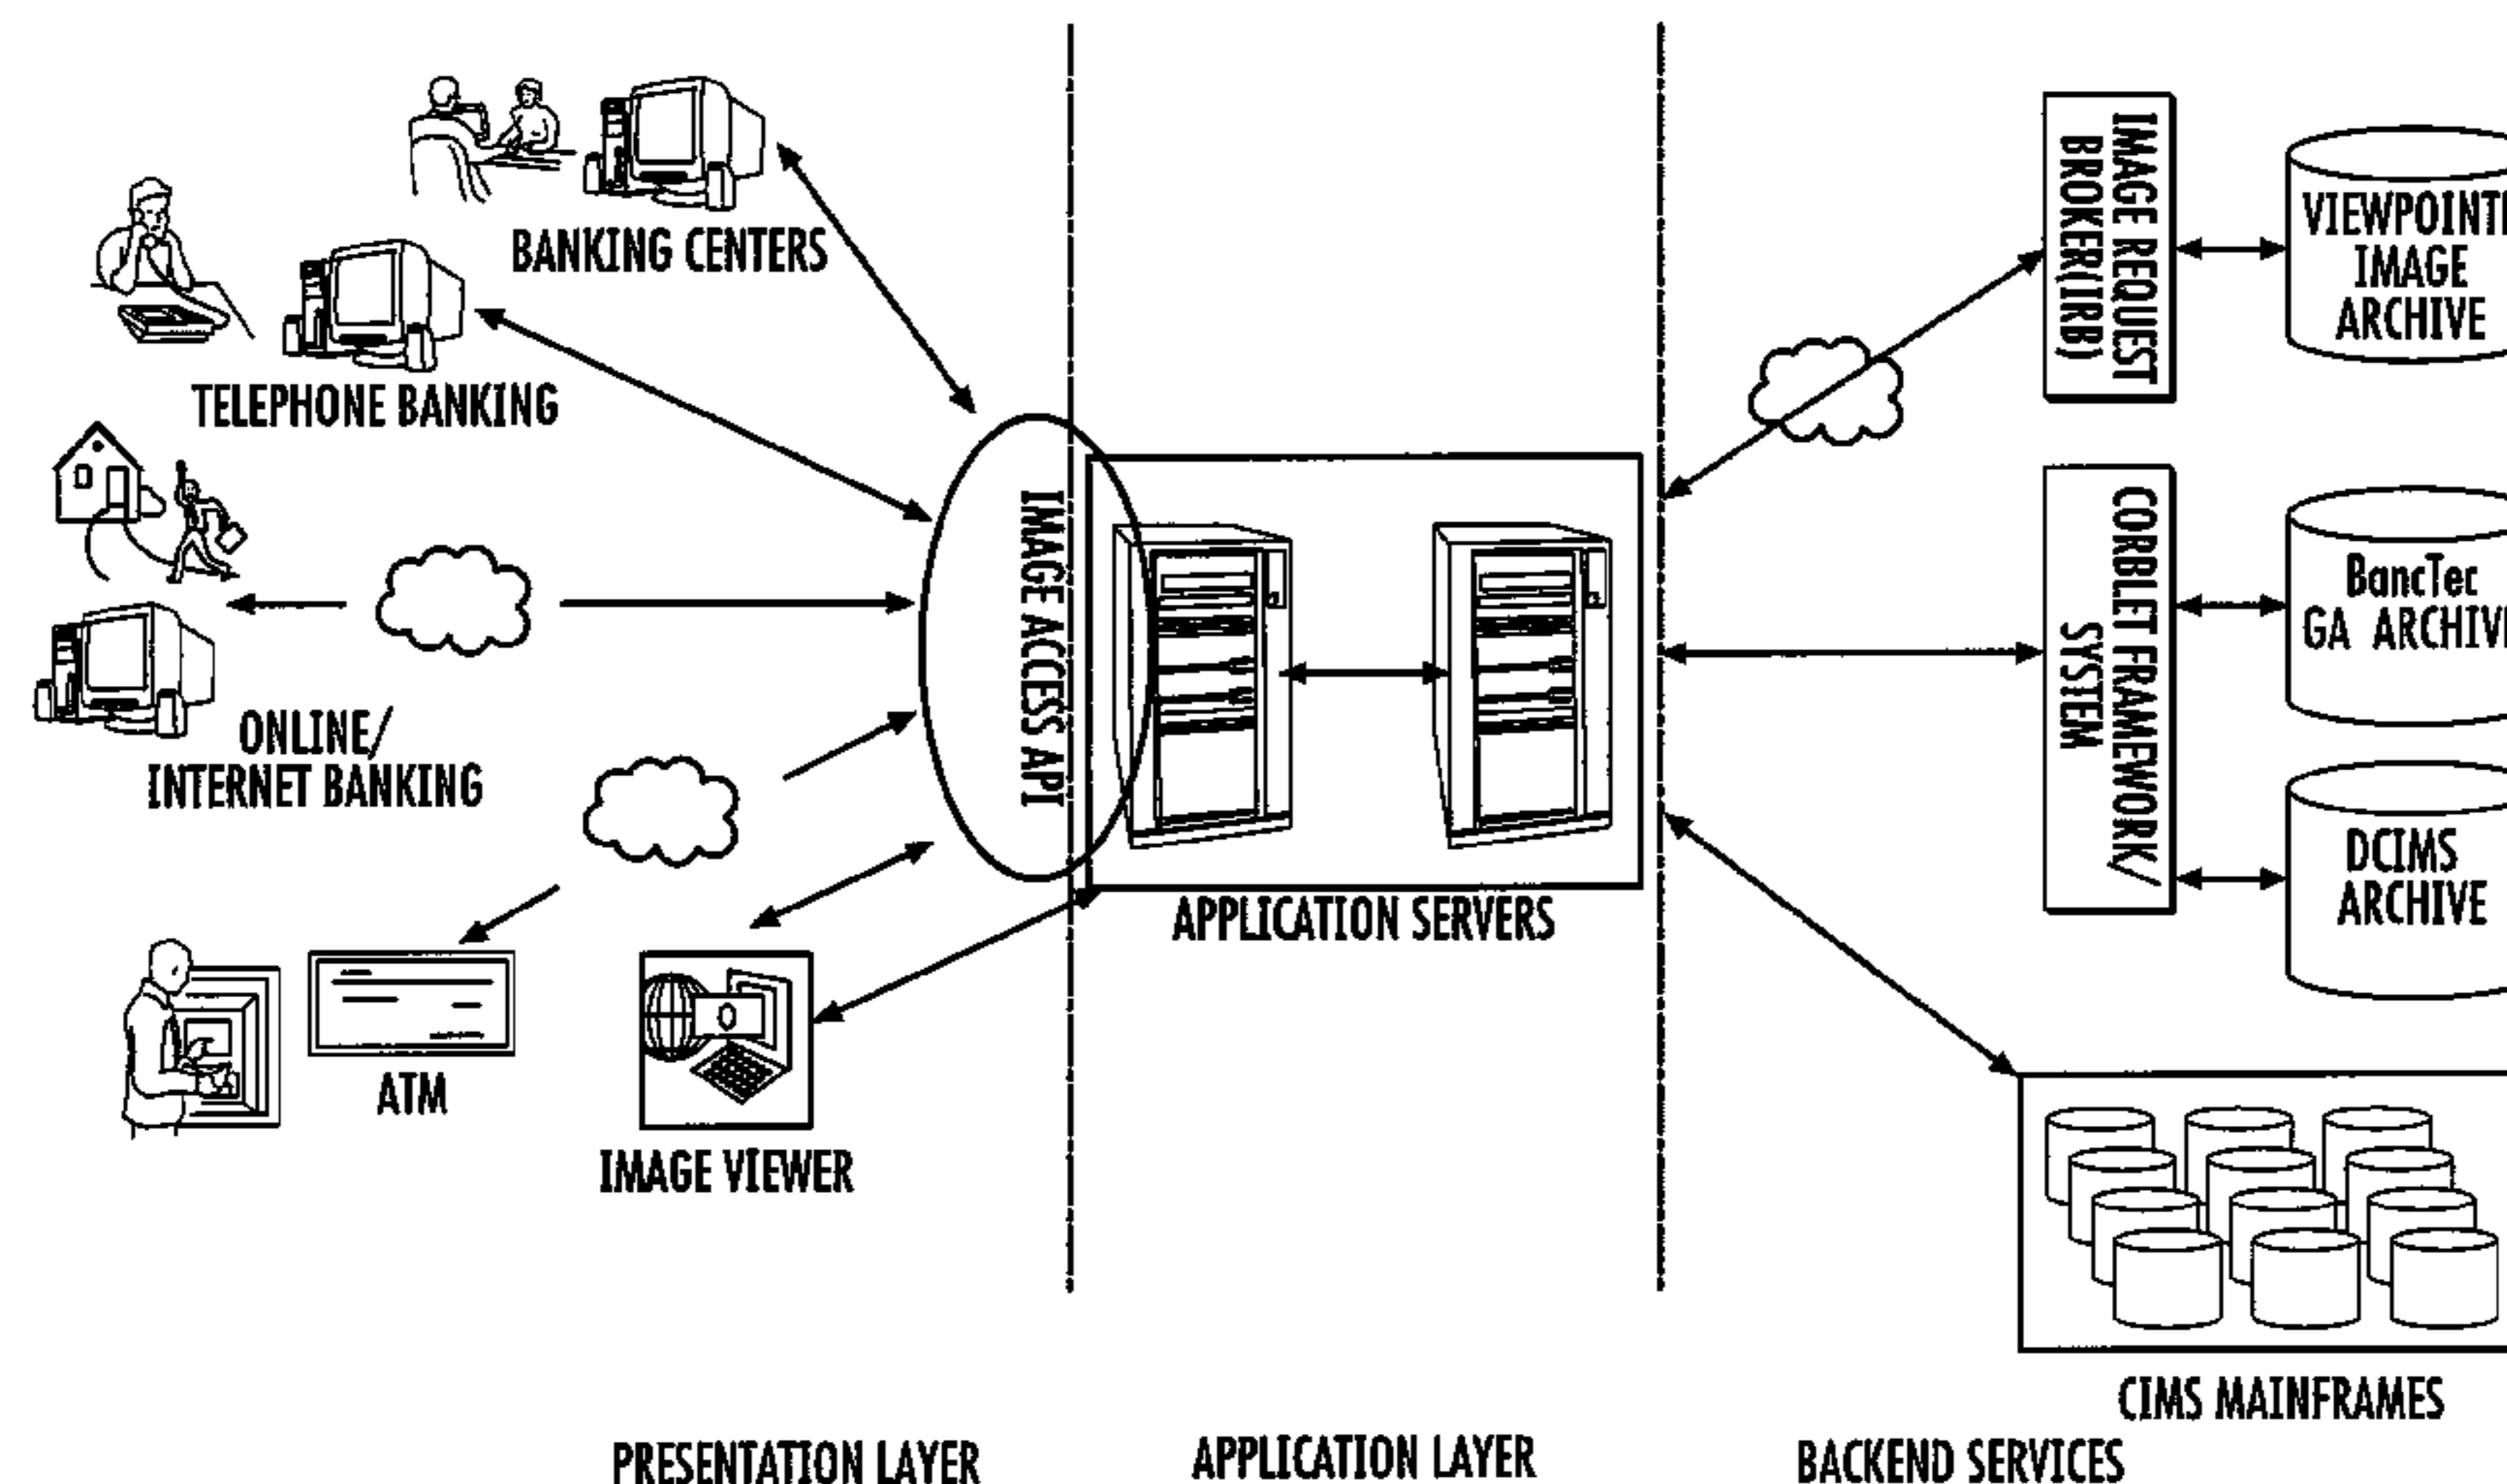 BANKING CENTERS
TELEPHONE BANKING
ONLINE/
INTERNET BANKING
ATM
IMAGE VIEWER
IMAGE ACCESS API
APPLICATION SERVERS
IMAGE REQUEST
BROKER(IRB)
VIEWPOINTE
IMAGE
ARCHIVE
CORBLET FRAMEWORK/
SYSTEM
BancTec
GA ARCHIVE
DCIMS
ARCHIVE
CIMS MAINFRAMES
PRESENTATION LAYER
APPLICATION LAYER
BACKEND SERVICES